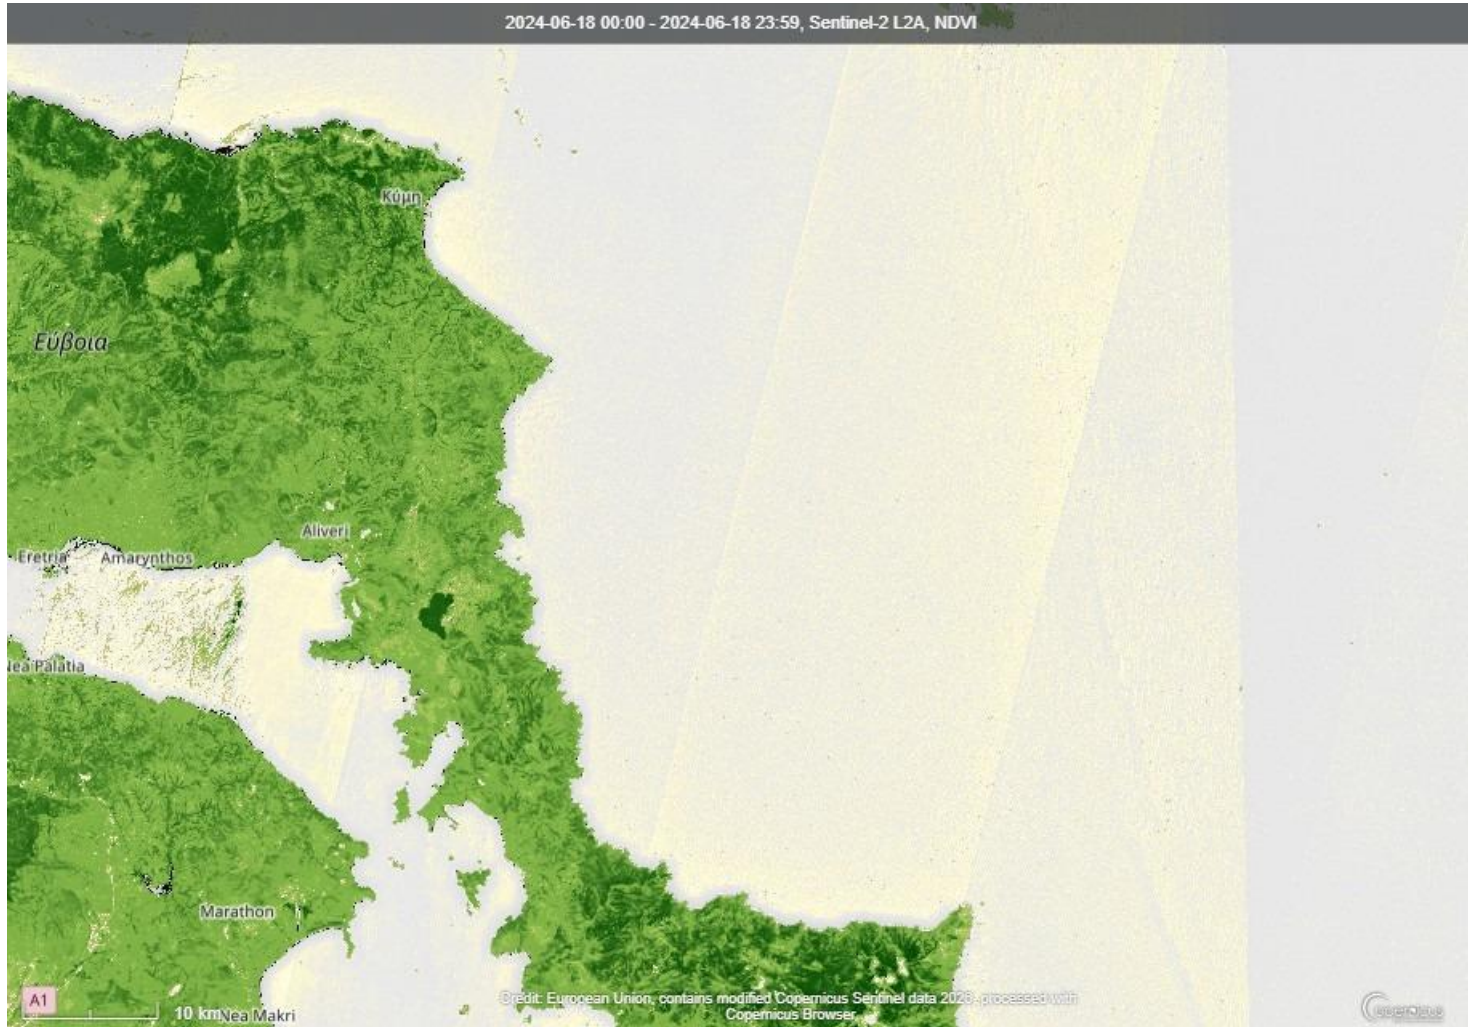 2024-06-18 00:00 - 2024-06-18 23:59, Sentinel-2 L2A, NDVI
Κύμη
Εύβοια
Aliveri
Eretria
Amarynthos
Nea Palatia
Marathon
A1
10 km
Nea Makri
Credit: European Union, contains modified Copernicus Sentinel data 2026, processed with
Copernicus Browser
opernicus